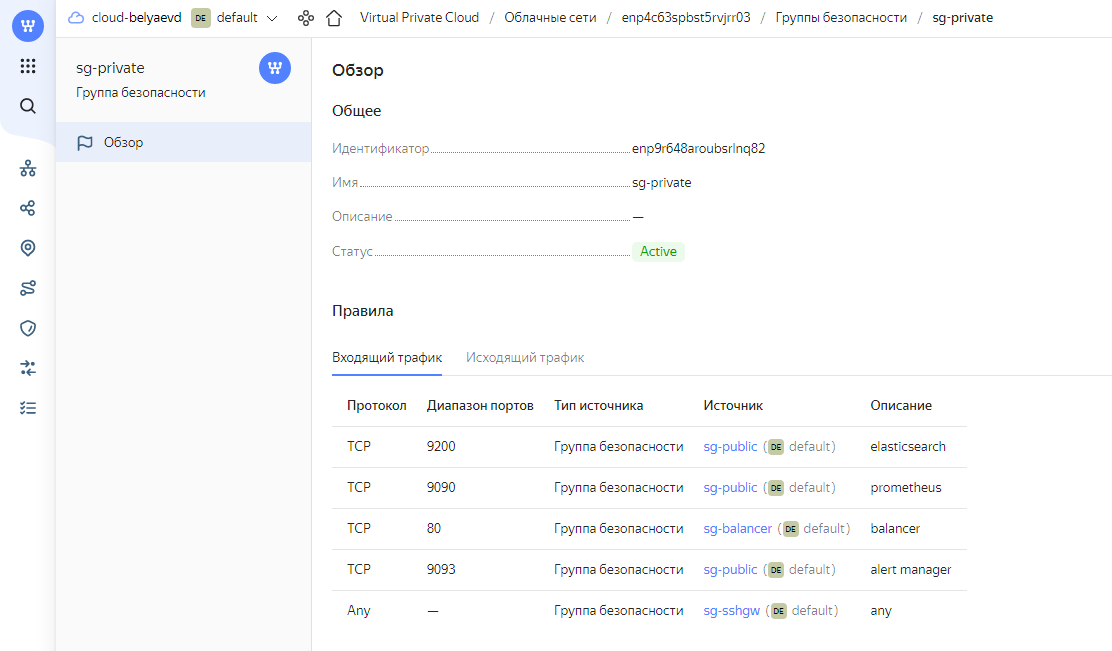 cloud-belyaevd DE default Virtual Private Cloud / Облачные сети / enp4c63spbst5rvjrr03 / Группы безопасности / sg-private
sg-private
Группа безопасности
Обзор
Обзор
Общее
Идентификатор enp9r648aroubsrlnq82
Имя sg-private
Описание —
Статус Active
Правила
Входящий трафик Исходящий трафик
Протокол Диапазон портов Тип источника Источник Описание
TCP 9200 Группа безопасности sg-public (DE default) elasticsearch
TCP 9090 Группа безопасности sg-public (DE default) prometheus
TCP 80 Группа безопасности sg-balancer (DE default) balancer
TCP 9093 Группа безопасности sg-public (DE default) alert manager
Any — Группа безопасности sg-sshgw (DE default) any